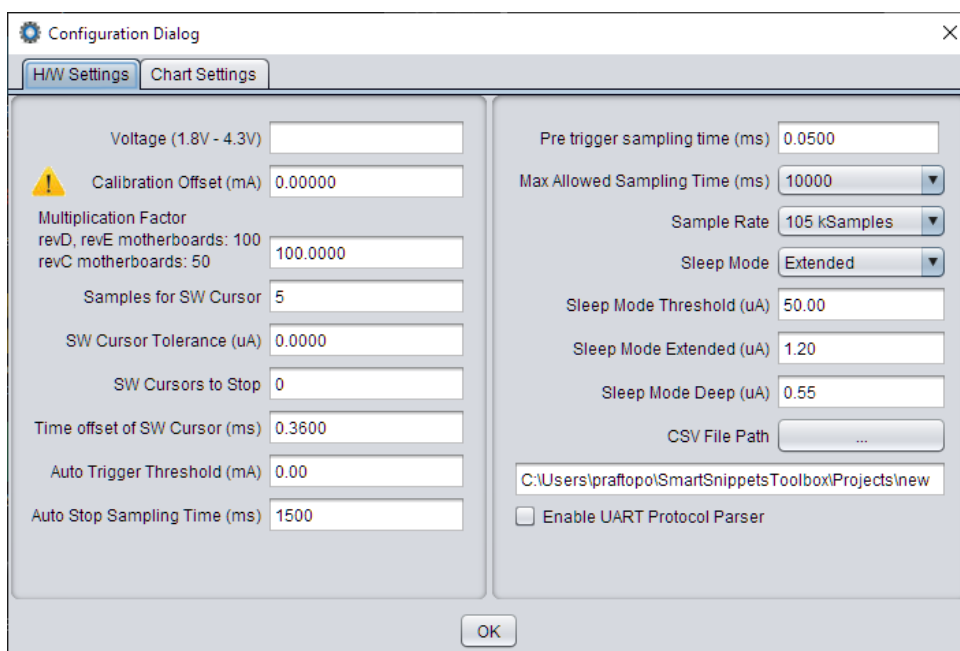 Configuration Dialog
H/W Settings
Chart Settings
Voltage (1.8V - 4.3V)
Calibration Offset (mA) 0.00000
Multiplication Factor
revD, revE motherboards: 100
revC motherboards: 50
100.0000
Samples for SW Cursor 5
SW Cursor Tolerance (uA) 0.0000
SW Cursors to Stop 0
Time offset of SW Cursor (ms) 0.3600
Auto Trigger Threshold (mA) 0.00
Auto Stop Sampling Time (ms) 1500
Pre trigger sampling time (ms) 0.0500
Max Allowed Sampling Time (ms) 10000
Sample Rate 105 kSamples
Sleep Mode Extended
Sleep Mode Threshold (uA) 50.00
Sleep Mode Extended (uA) 1.20
Sleep Mode Deep (uA) 0.55
CSV File Path ...
C:\Users\praftopo\SmartSnippetsToolbox\Projects\new
Enable UART Protocol Parser
OK